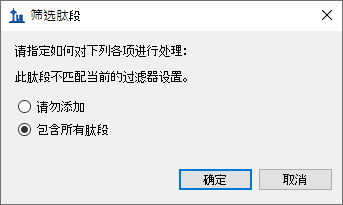 筛选肽段
请指定如何对下列各项进行处理:
此肽段不匹配当前的过滤器设置。
请勿添加
包含所有肽段
确定 取消